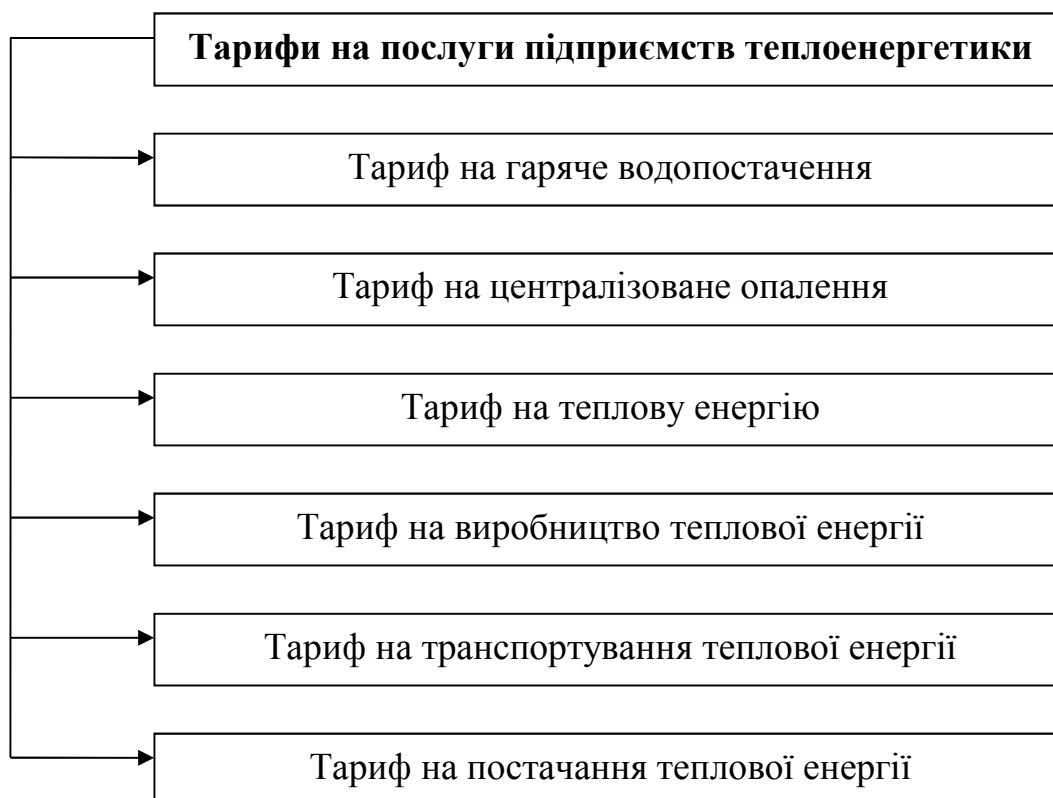 Тарифи на послуги підприємств теплоенергетики
Тариф на гаряче водопостачення
Тариф на централізоване опалення
Тариф на теплову енергію
Тариф на виробництво теплової енергії
Тариф на транспортування теплової енергії
Тариф на постачання теплової енергії